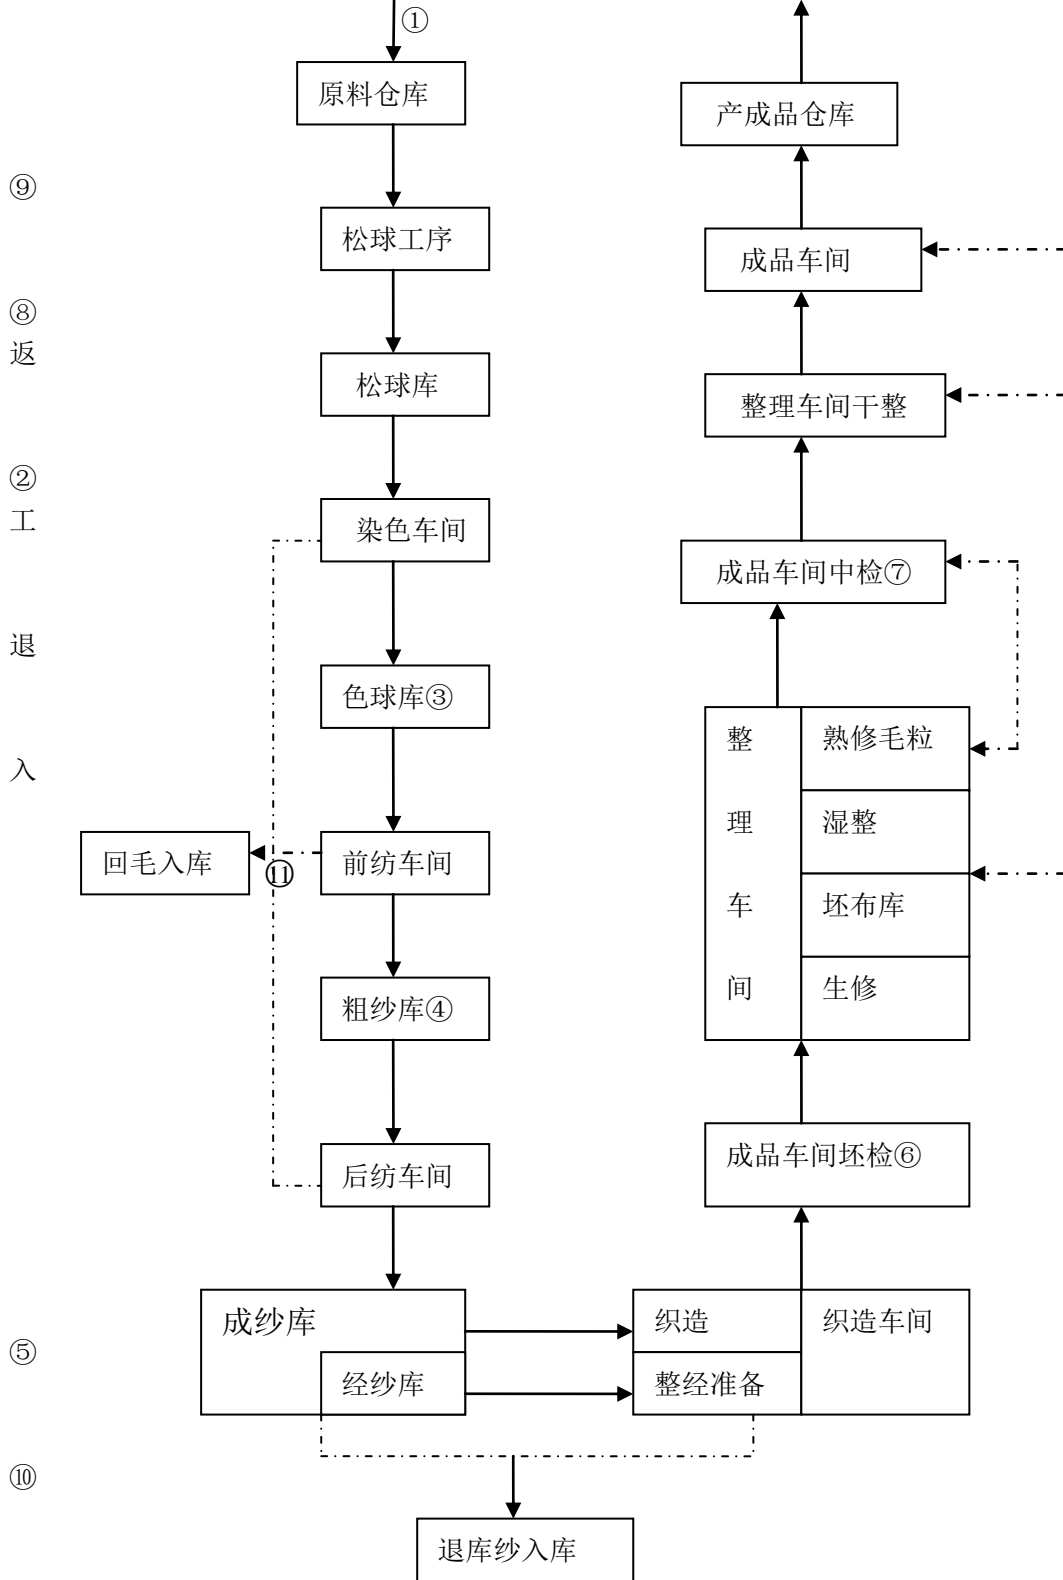 ①
原料仓库
产成品仓库
⑨
松球工序
成品车间
⑧
返
松球库
整理车间干整
②
工
染色车间
成品车间中检⑦
退
色球库③
入
回毛入库
⑪
前纺车间
粗纱库④
后纺车间
整
理
车
间
熟修毛粒
湿整
坯布库
生修
成品车间坯检⑥
成纱库
经纱库
织造
整经准备
织造车间
⑤
⑩
退库纱入库